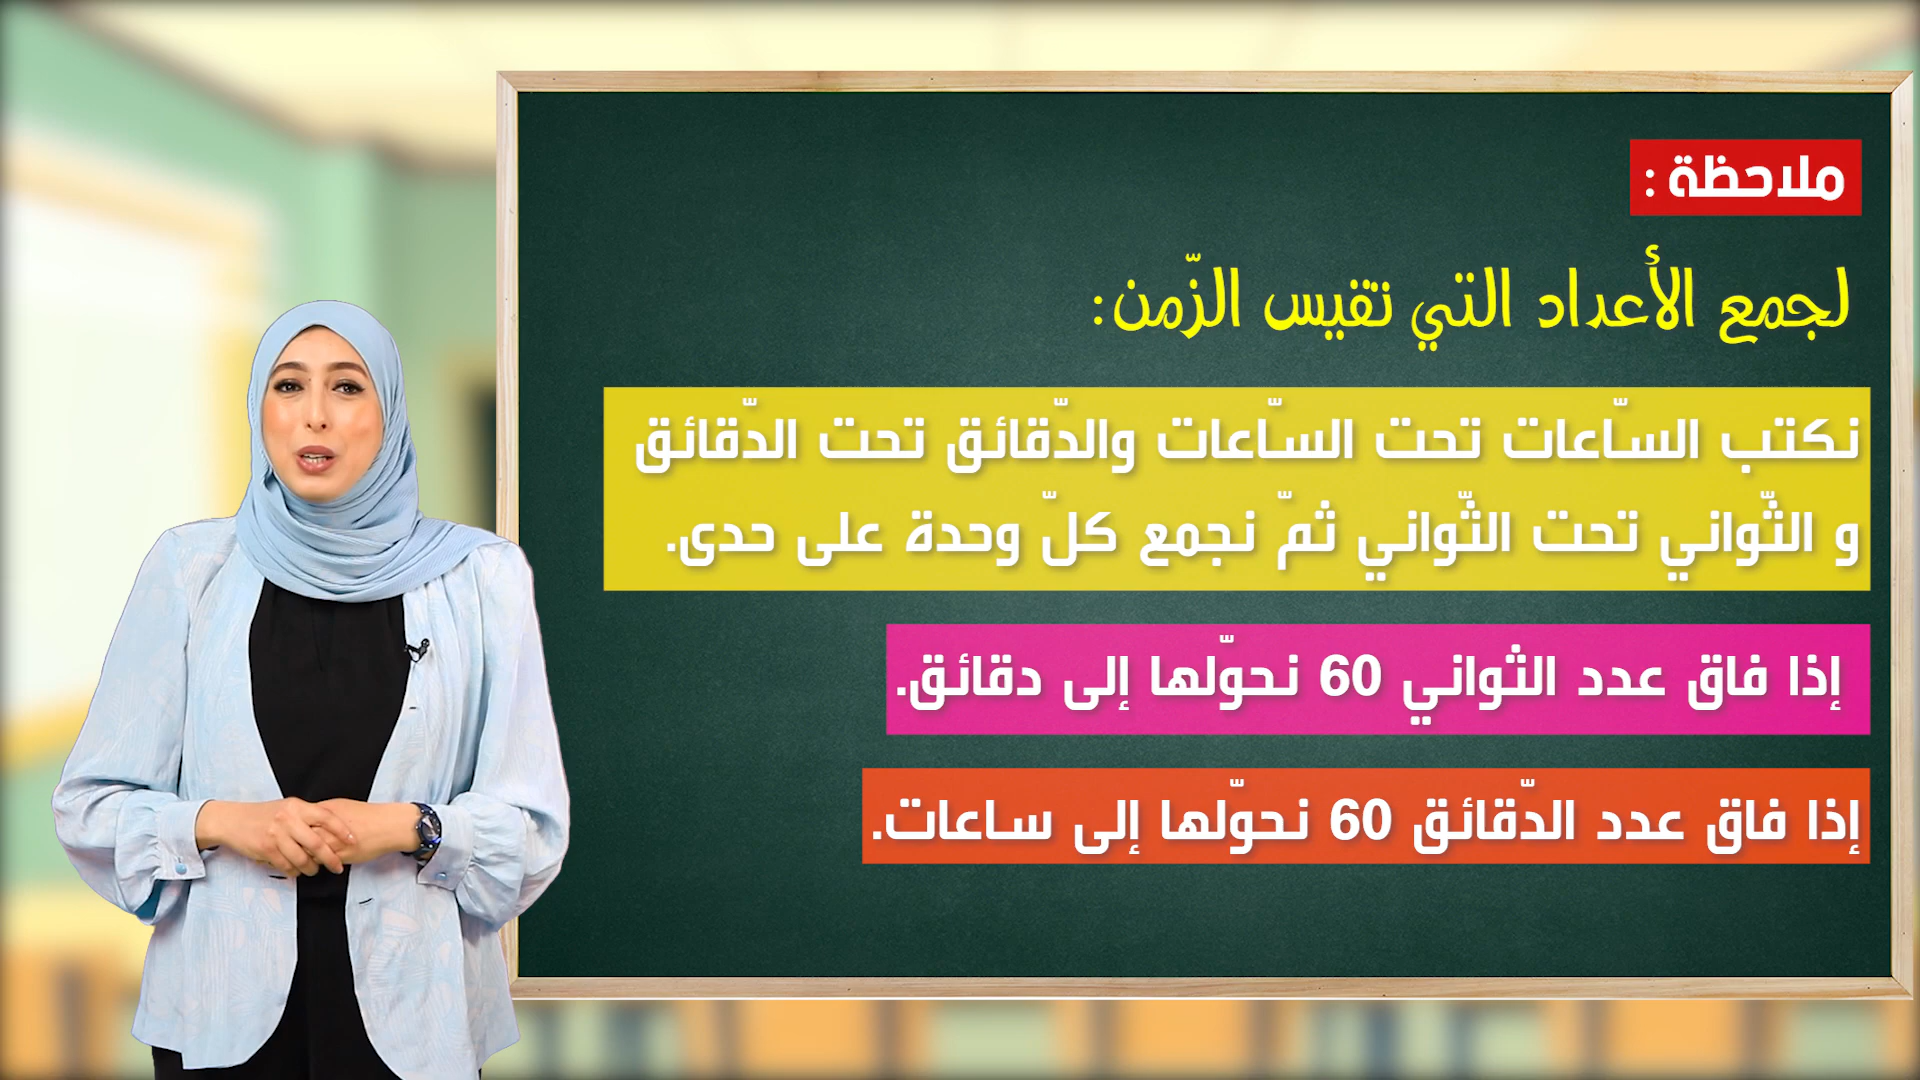 ملاحظة :
لجمع الأعداد التي نقيس الزّمن:
نكتب السّاعات تحت السّاعات والدّقائق تحت الدّقائق
و الثّواني تحت الثّواني ثمّ نجمع كلّ وحدة على حدى.
إذا فاق عدد الثواني 60 نحوّلها إلى دقائق.
إذا فاق عدد الدّقائق 60 نحوّلها إلى ساعات.